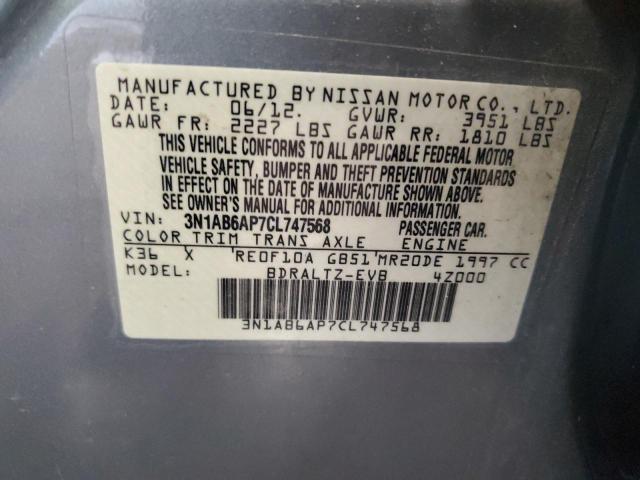 MANUFACTURED BY NISSAN MOTOR CO., LTD.
DATE: 06/12. GVWR: 3951 LBS
GAWR FR: 2227 LBS GAWR RR: 1810 LBS
THIS VEHICLE CONFORMS TO ALL APPLICABLE FEDERAL MOTOR
VEHICLE SAFETY, BUMPER AND THEFT PREVENTION STANDARDS
IN EFFECT ON THE DATE OF MANUFACTURE SHOWN ABOVE.
SEE OWNER'S MANUAL FOR ADDITIONAL INFORMATION.
VIN: 3N1AB6AP7CL747568 PASSENGER CAR.
COLOR TRIM TRANS AXLE ENGINE
K36 X 'RE0F10A GB51'MR20DE 1997 CC
MODEL: BDRALTZ-EVB 4Z000
3N1AB6AP7CL747568